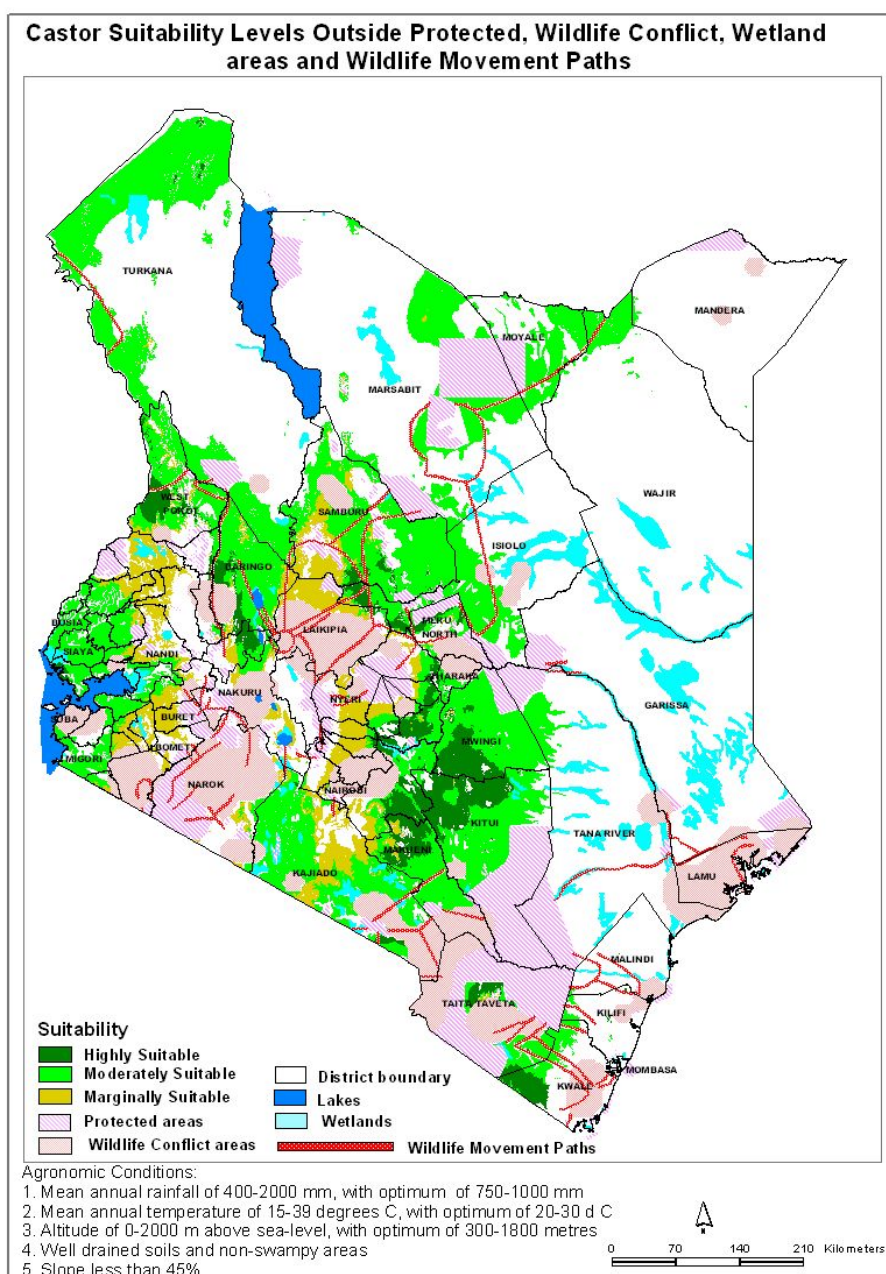 Castor Suitability Levels Outside Protected, Wildlife Conflict, Wetland
areas and Wildlife Movement Paths
TURKANA
MANDERA
MOYALE
MARSABIT
WAJIR
WEST
POKOT
SAMBURU
ISIOLO
BARINGO
BUSIA
LAIKIPIA
MERU
NORTH
SIAYA
NANDI
THARAKA
NAKURU
NYERI
GARISSA
SUBA
BURET
MWINGI
BOMET
MIGORI
NAROK
NAIROBI
KITUI
TANA RIVER
MAKUENI
KAJIADO
LAMU
MALINDI
TAITA TAVETA
KILIFI
MOMBASA
KWALE
Suitability
Highly Suitable
Moderately Suitable
Marginally Suitable
Protected areas
Wildlife Conflict areas
District boundary
Lakes
Wetlands
Wildlife Movement Paths
Agronomic Conditions:
1. Mean annual rainfall of 400-2000 mm, with optimum of 750-1000 mm
2. Mean annual temperature of 15-39 degrees C, with optimum of 20-30 d C
3. Altitude of 0-2000 m above sea-level, with optimum of 300-1800 metres
4. Well drained soils and non-swampy areas
5. Slope less than 45%
N
0 70 140 210 Kilometers